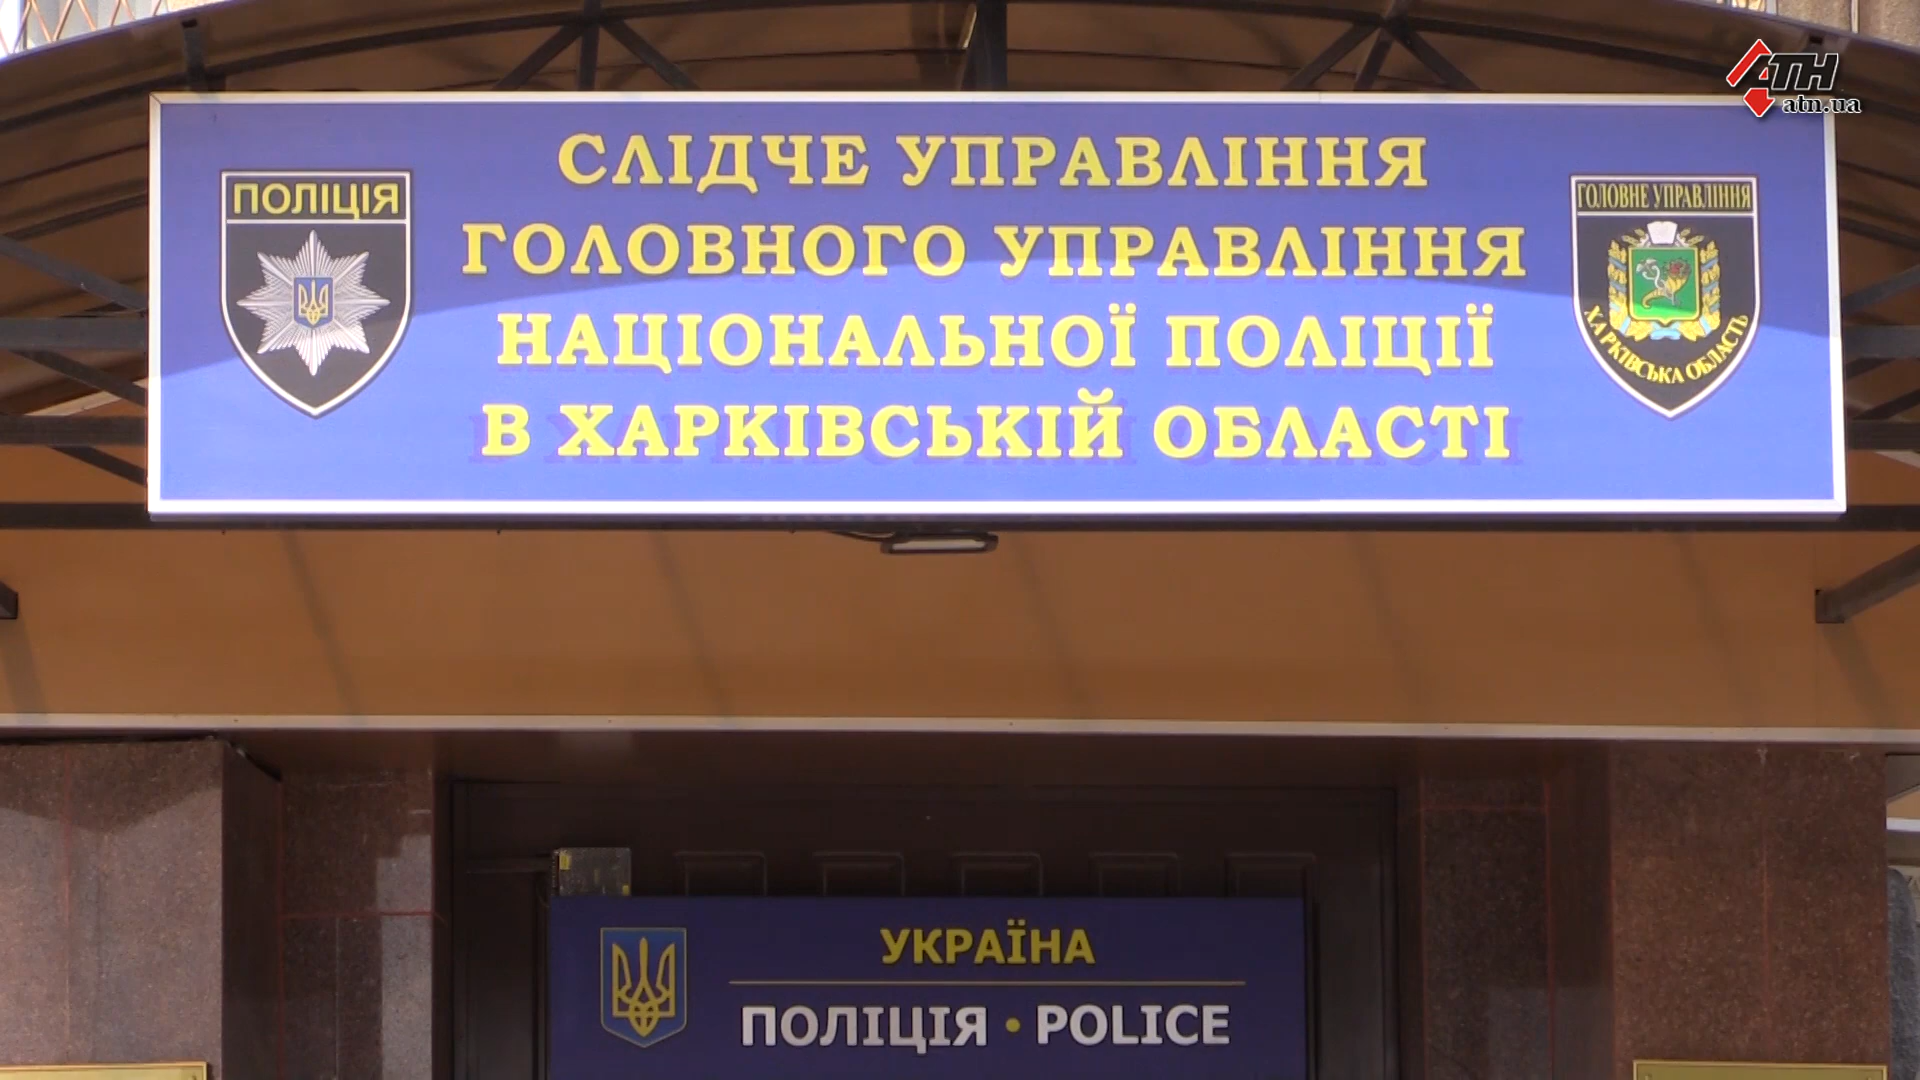 АТН
atn.ua
СЛІДЧЕ УПРАВЛІННЯ
ГОЛОВНОГО УПРАВЛІННЯ
НАЦІОНАЛЬНОЇ ПОЛІЦІЇ
В ХАРКІВСЬКІЙ ОБЛАСТІ
ПОЛІЦІЯ
ГОЛОВНЕ УПРАВЛІННЯ
ХАРКІВСЬКА ОБЛАСТЬ
УКРАЇНА
ПОЛІЦІЯ • POLICE